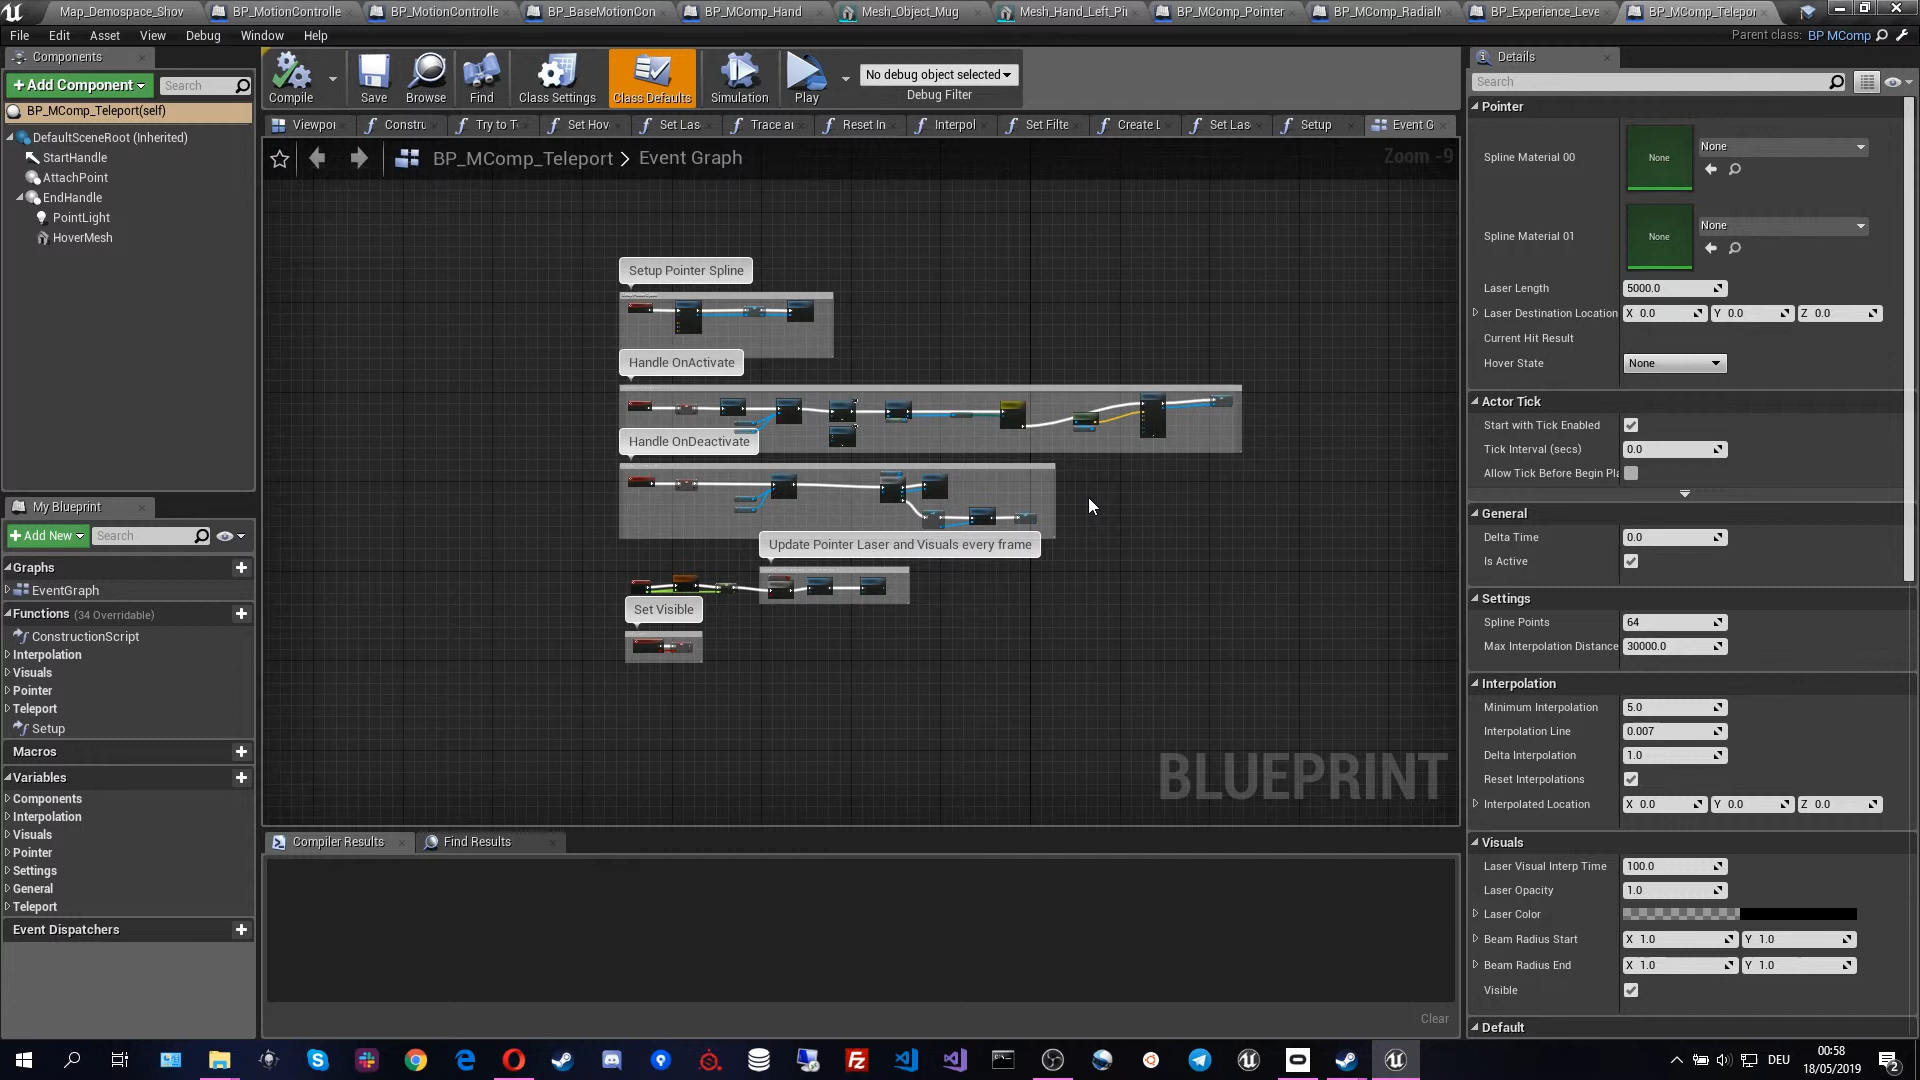 Map_Demospace_Shov
BP_MotionControlle
BP_MotionControlle
BP_BaseMotionCon
BP_MComp_Hand
Mesh_Object_Mug
Mesh_Hand_Left_Pi
BP_MComp_Pointer
BP_MComp_RadialM
BP_Experience_Leve
BP_MComp_Telepor
File Edit Asset View Debug Window Help
Parent class: BP MComp
Components
+Add Component
Search
BP_MComp_Teleport(self)
DefaultSceneRoot (Inherited)
StartHandle
AttachPoint
EndHandle
PointLight
HoverMesh
My Blueprint
+Add New
Search
Graphs
EventGraph
Functions (34 Overridable)
ConstructionScript
Interpolation
Visuals
Pointer
Teleport
Setup
Macros
Variables
Components
Interpolation
Visuals
Pointer
Settings
General
Teleport
Event Dispatchers
Compile
Save
Browse
Find
Class Settings
Class Defaults
Simulation
Play
No debug object selected
Debug Filter
Viewpor
Constru
Try to T
Set Hov
Set Las
Trace ar
Reset In
Interpol
Set Filte
Create L
Set Las
Setup
Event G
BP_MComp_Teleport > Event Graph
Zoom -9
Setup Pointer Spline
Handle OnActivate
Handle OnDeactivate
Update Pointer Laser and Visuals every frame
Set Visible
BLUEPRINT
Compiler Results
Find Results
Clear
Details
Search
Pointer
Spline Material 00
None
None
Spline Material 01
None
None
Laser Length 5000.0
Laser Destination Location X 0.0 Y 0.0 Z 0.0
Current Hit Result
Hover State None
Actor Tick
Start with Tick Enabled
Tick Interval (secs) 0.0
Allow Tick Before Begin Pla
General
Delta Time 0.0
Is Active
Settings
Spline Points 64
Max Interpolation Distance 30000.0
Interpolation
Minimum Interpolation 5.0
Interpolation Line 0.007
Delta Interpolation 1.0
Reset Interpolations
Interpolated Location X 0.0 Y 0.0 Z 0.0
Visuals
Laser Visual Interp Time 100.0
Laser Opacity 1.0
Laser Color
Beam Radius Start X 1.0 Y 1.0
Beam Radius End X 1.0 Y 1.0
Visible
Default
DEU
00:58
18/05/2019
2